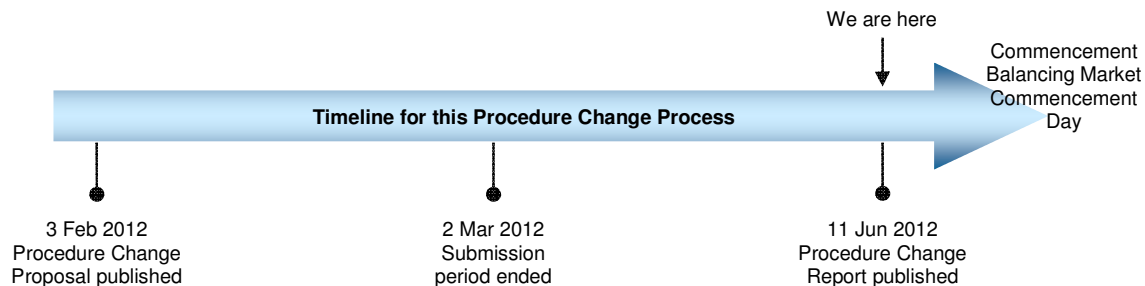 We are here
Commencement
Balancing Market
Commencement
Day
Timeline for this Procedure Change Process
3 Feb 2012
Procedure Change
Proposal published
2 Mar 2012
Submission
period ended
11 Jun 2012
Procedure Change
Report published